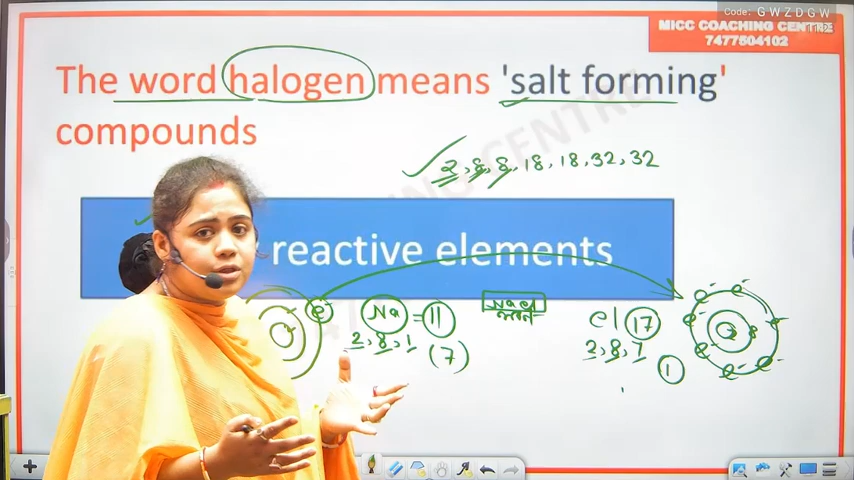 Code: G W Z D G W
MICC COACHING CENTRE
7477504102
The word halogen means 'salt forming'
compounds
2, 8, 8, 18, 18, 32, 32
reactive elements
e⁻ Na = 11 NaCl cl 17
2, 8, 1 (7) 2, 8, 7 1